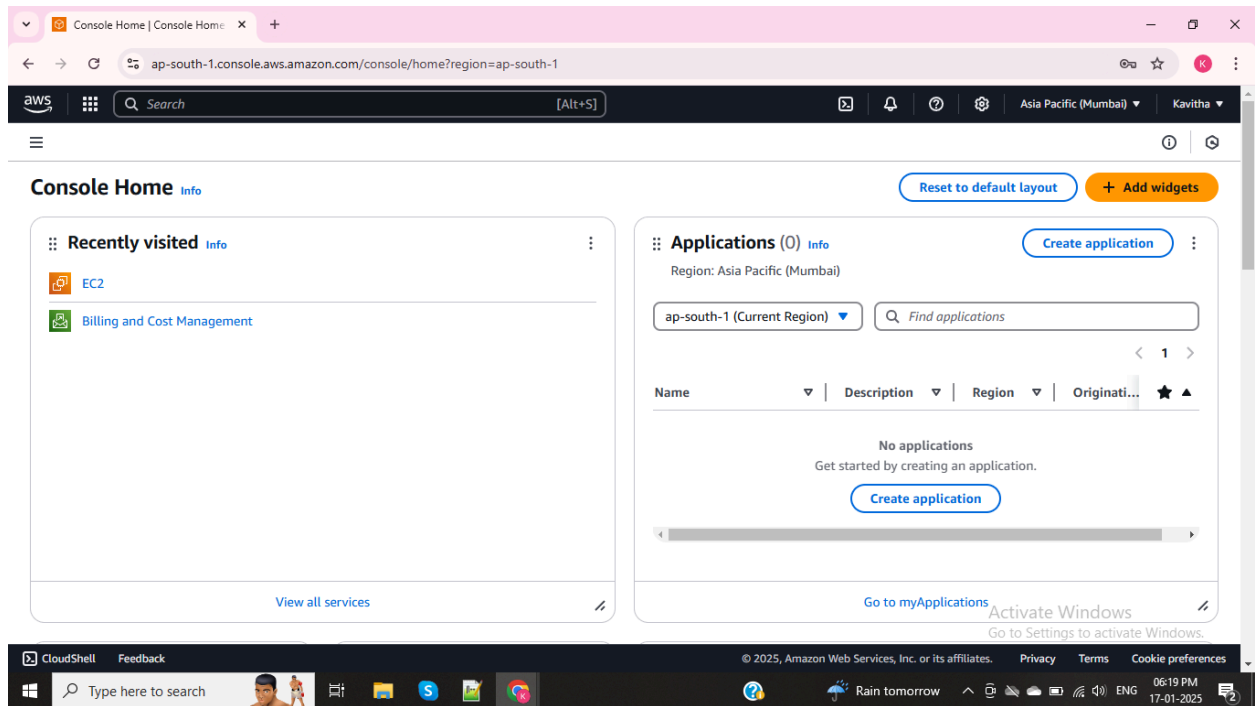 Console Home | Console Home
ap-south-1.console.aws.amazon.com/console/home?region=ap-south-1
K
aws
Search [Alt+S]
Asia Pacific (Mumbai)
Kavitha
Console Home Info
Reset to default layout
+ Add widgets
Recently visited Info
EC2
Billing and Cost Management
View all services
Applications (0) Info
Create application
Region: Asia Pacific (Mumbai)
ap-south-1 (Current Region)
Find applications
1
Name Description Region Originati...
No applications
Get started by creating an application.
Create application
Go to myApplications
Activate Windows
Go to Settings to activate Windows.
CloudShell Feedback © 2025, Amazon Web Services, Inc. or its affiliates. Privacy Terms Cookie preferences
Type here to search
Rain tomorrow
ENG
06:19 PM
17-01-2025
2